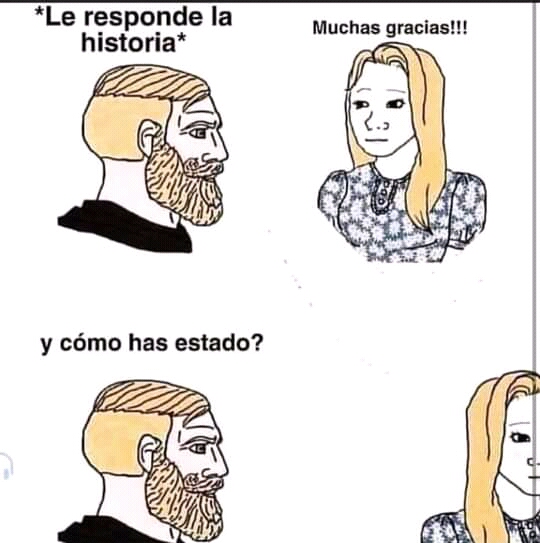 *Le responde la
historia*
Muchas gracias!!!
y cómo has estado?